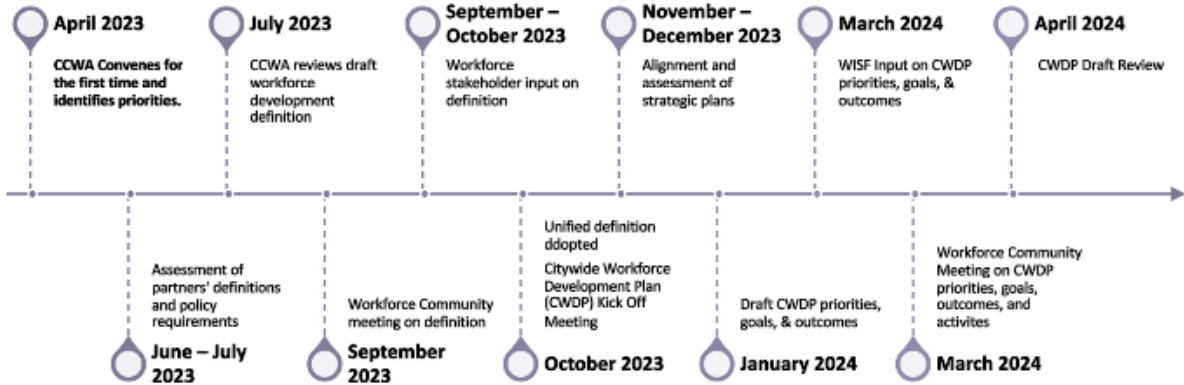 April 2023
CCWA Convenes for
the first time and
identifies priorities.
July 2023
CCWA reviews draft
workforce
development
definition
September –
October 2023
Workforce
stakeholder input on
definition
November –
December 2023
Alignment and
assessment of
strategic plans
March 2024
WISF Input on CWDP
priorities, goals, &
outcomes
April 2024
CWDP Draft Review
Assessment of
partners' definitions
and policy
requirements
June – July
2023
Workforce Community
meeting on definition
September
2023
Unified definition
ddopted
Citywide Workforce
Development Plan
(CWDP) Kick Off
Meeting
October 2023
Draft CWDP priorities,
goals, & outcomes
January 2024
Workforce Community
Meeting on CWDP
priorities, goals,
outcomes, and
activites
March 2024